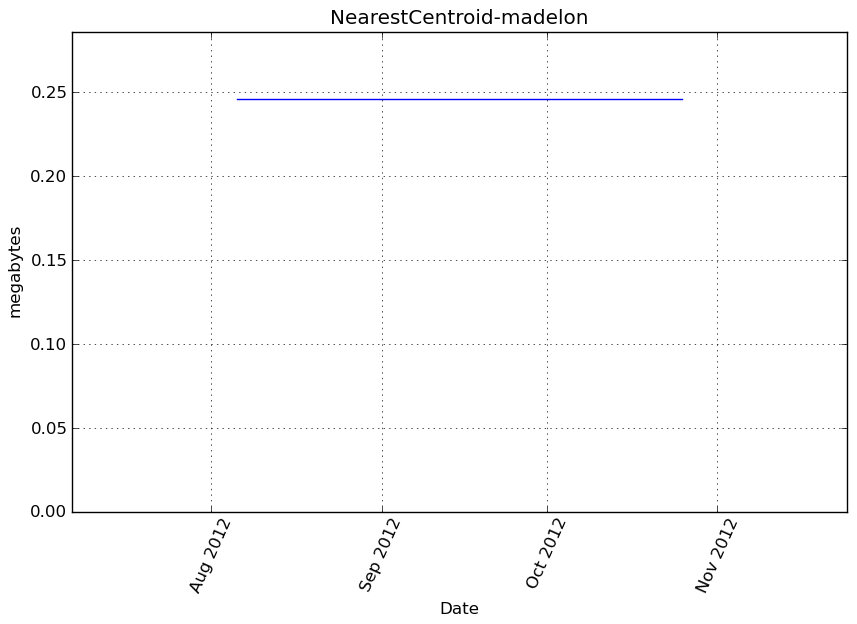 NearestCentroid-madelon
0.25
0.20
0.15
0.10
0.05
0.00
megabytes
Aug 2012
Sep 2012
Oct 2012
Nov 2012
Date